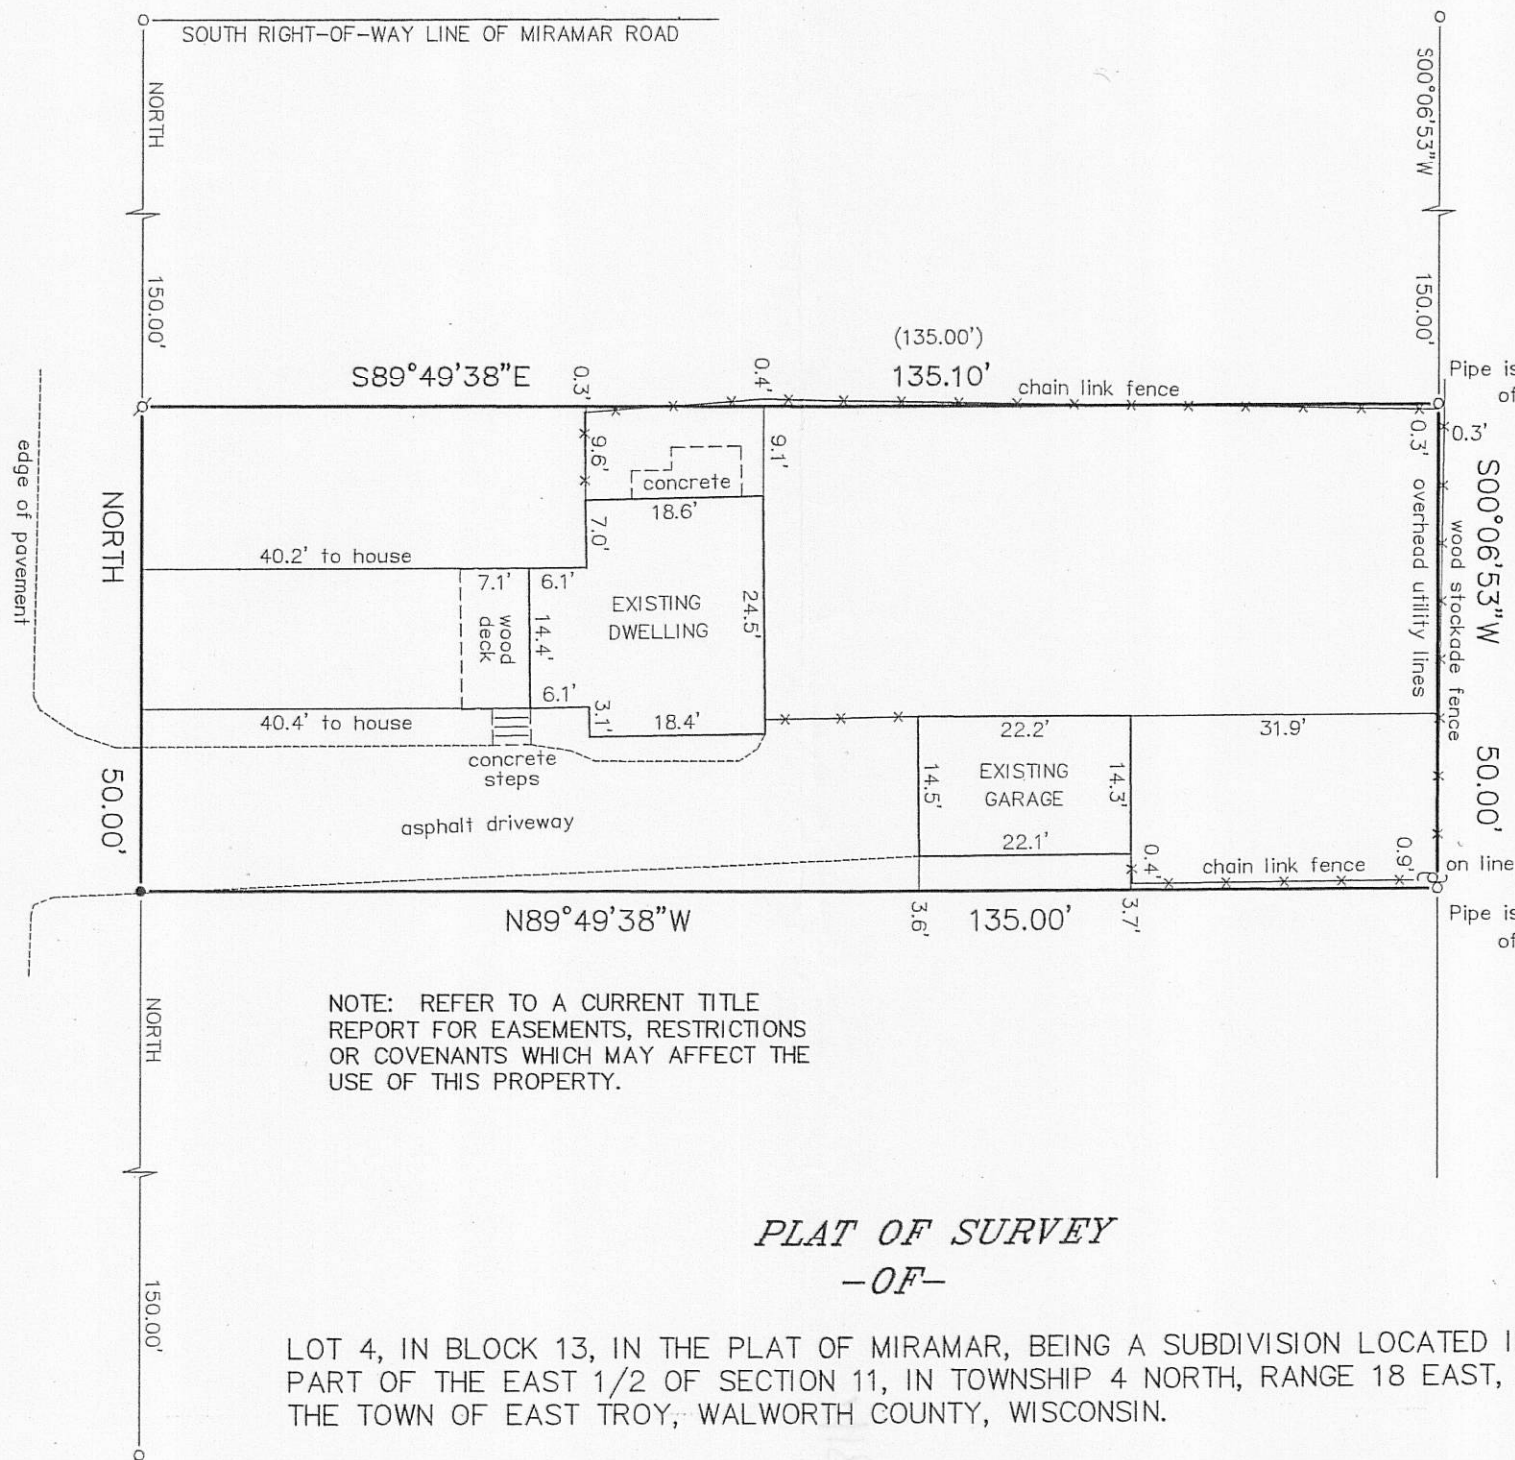 SOUTH RIGHT-OF-WAY LINE OF MIRAMAR ROAD
NORTH
S00°06'53"W
150.00'
150.00'
(135.00')
S89°49'38"E
135.10'
0.3'
0.4'
chain link fence
Pipe is
of
0.3'
0.3'
9.6'
9.1'
concrete
18.6'
7.0'
edge of pavement
NORTH
50.00'
40.2' to house
7.1'
6.1'
wood
deck
14.4'
EXISTING
DWELLING
24.5'
overhead utility lines
wood stockade fence
S00°06'53"W
50.00'
6.1'
3.1'
40.4' to house
18.4'
22.2'
31.9'
concrete
steps
EXISTING
GARAGE
14.5'
14.3'
asphalt driveway
22.1'
0.4'
chain link fence
0.9'
on line
N89°49'38"W
3.6'
135.00'
3.7'
Pipe is
of
NOTE: REFER TO A CURRENT TITLE
REPORT FOR EASEMENTS, RESTRICTIONS
OR COVENANTS WHICH MAY AFFECT THE
USE OF THIS PROPERTY.
NORTH
150.00'
PLAT OF SURVEY
-OF-
LOT 4, IN BLOCK 13, IN THE PLAT OF MIRAMAR, BEING A SUBDIVISION LOCATED I
PART OF THE EAST 1/2 OF SECTION 11, IN TOWNSHIP 4 NORTH, RANGE 18 EAST,
THE TOWN OF EAST TROY, WALWORTH COUNTY, WISCONSIN.